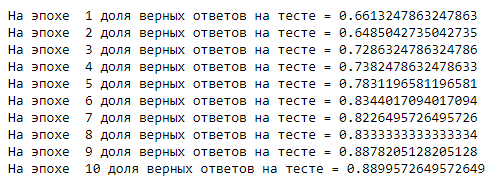 На эпохе  1 доля верных ответов на тесте = 0.6613247863247863
На эпохе  2 доля верных ответов на тесте = 0.6485042735042735
На эпохе  3 доля верных ответов на тесте = 0.7286324786324786
На эпохе  4 доля верных ответов на тесте = 0.7382478632478633
На эпохе  5 доля верных ответов на тесте = 0.7831196581196581
На эпохе  6 доля верных ответов на тесте = 0.8344017094017094
На эпохе  7 доля верных ответов на тесте = 0.8226495726495726
На эпохе  8 доля верных ответов на тесте = 0.8333333333333334
На эпохе  9 доля верных ответов на тесте = 0.8878205128205128
На эпохе  10 доля верных ответов на тесте = 0.8899572649572649